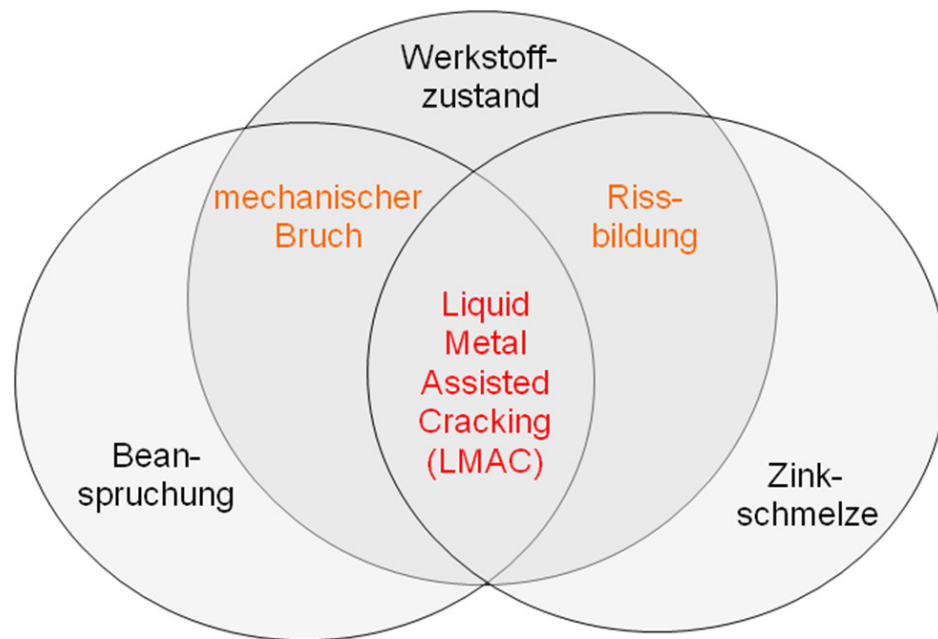 Werkstoff-
zustand
mechanischer
Bruch
Riss-
bildung
Liquid
Metal
Assisted
Cracking
(LMAC)
Bean-
spruchung
Zink-
schmelze